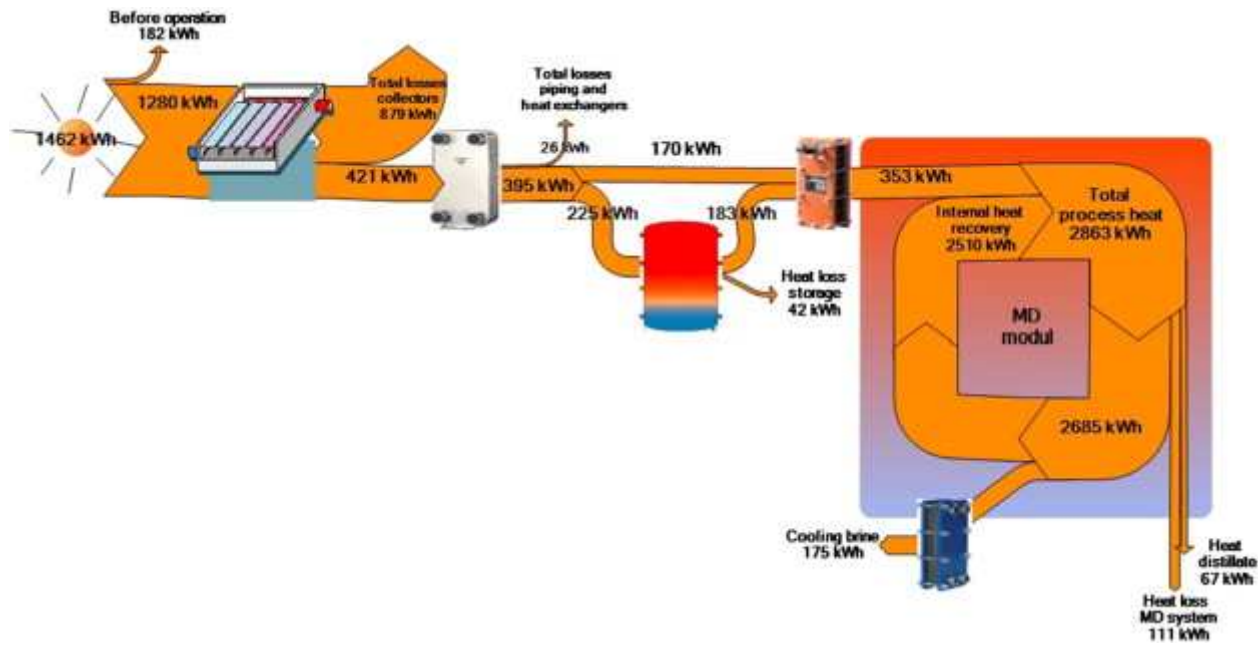 Before operation
182 kWh
1462 kWh
1280 kWh
Total losses
collectors
879 kWh
421 kWh
Total losses
piping and
heat exchangers
26 kWh
395 kWh
170 kWh
225 kWh
183 kWh
Heat loss
storage
42 kWh
353 kWh
Internal heat
recovery
2510 kWh
Total
process heat
2863 kWh
MD
modul
2685 kWh
Cooling brine
175 kWh
Heat
distillate
67 kWh
Heat loss
MD system
111 kWh